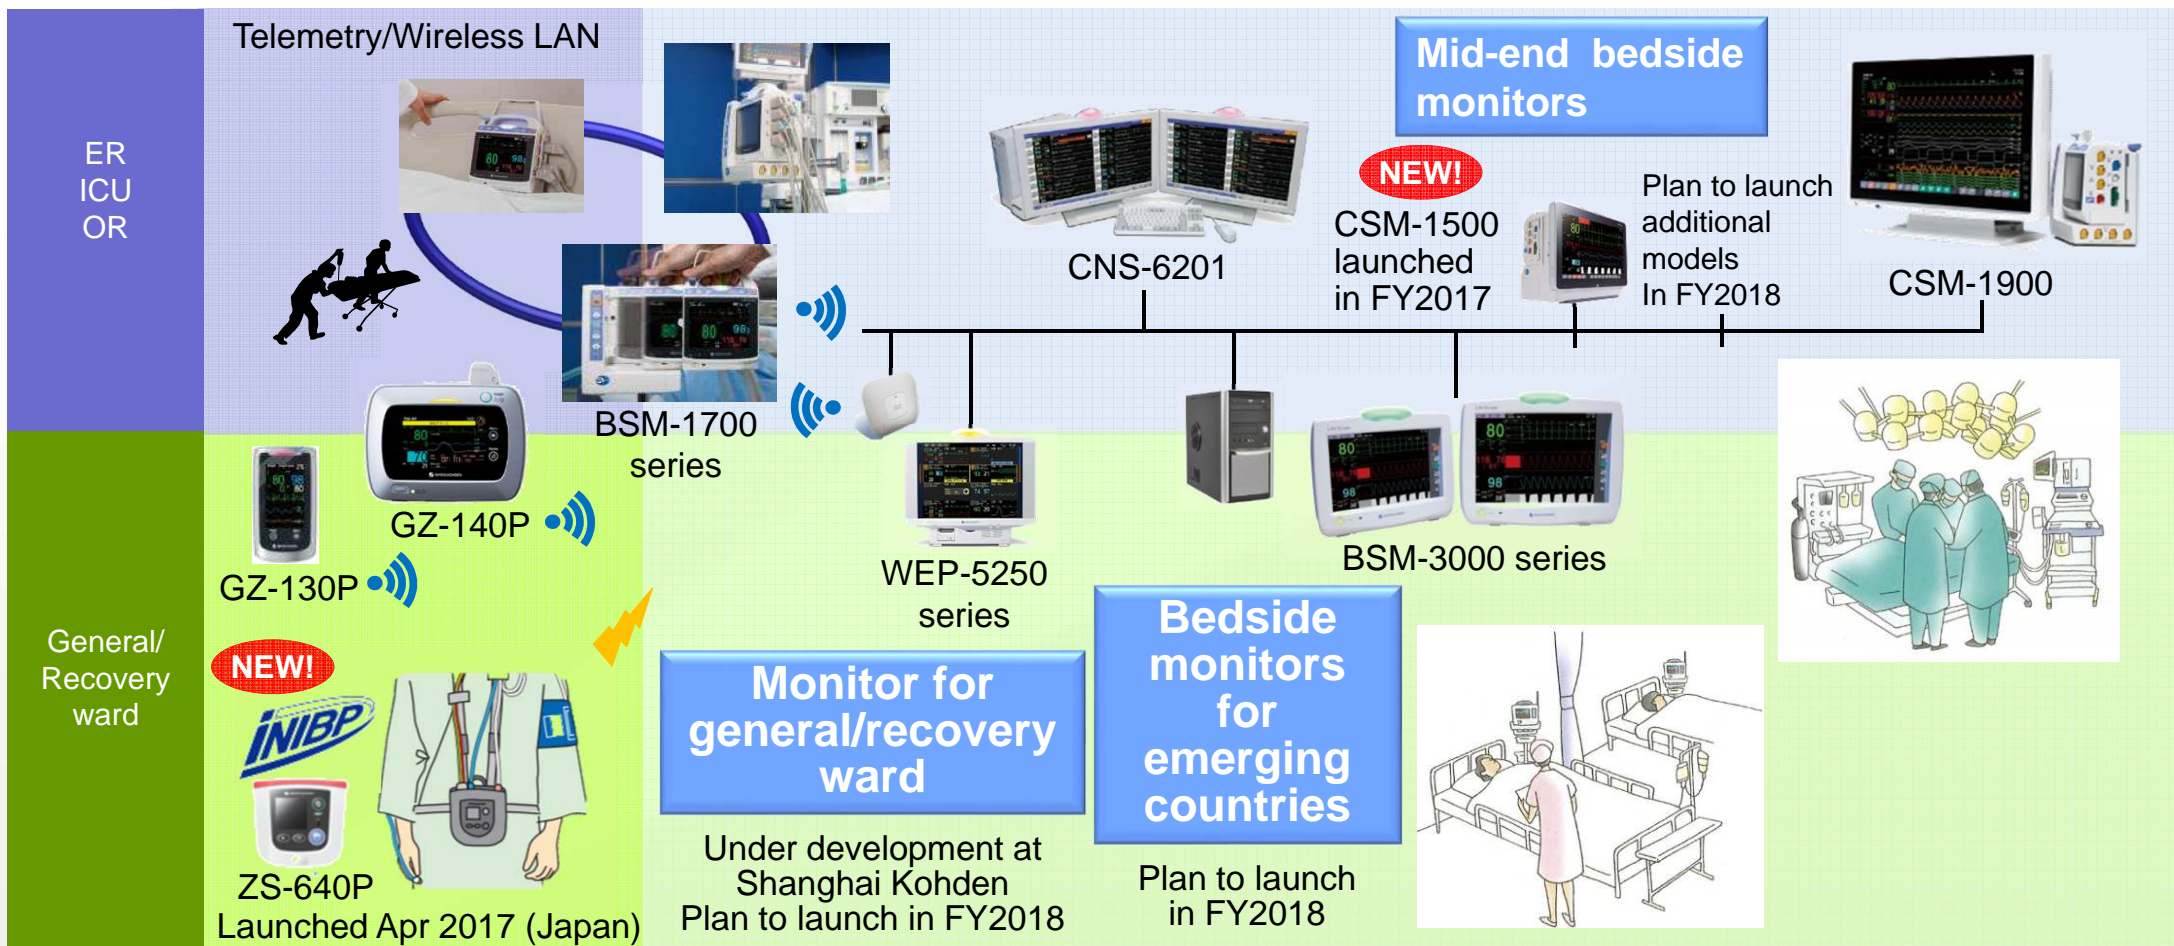 Telemetry/Wireless LAN
ER
ICU
OR
Mid-end bedside
monitors
NEW!
CSM-1500
launched
in FY2017
Plan to launch
additional
models
In FY2018
CNS-6201
CSM-1900
BSM-1700
series
GZ-140P
GZ-130P
WEP-5250
series
BSM-3000 series
General/
Recovery
ward
NEW!
iNIBP
ZS-640P
Launched Apr 2017 (Japan)
Monitor for
general/recovery
ward
Under development at
Shanghai Kohden
Plan to launch in FY2018
Bedside
monitors
for
emerging
countries
Plan to launch
in FY2018